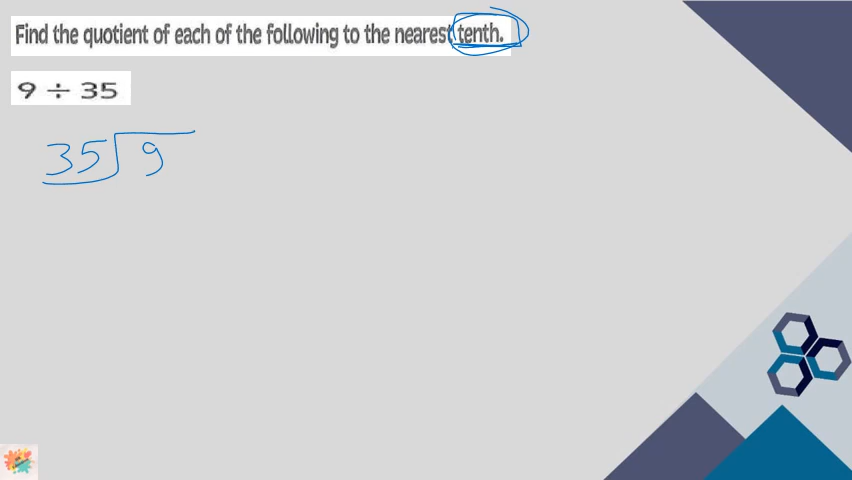 Find the quotient of each of the following to the nearest tenth.
9 ÷ 35
35 9